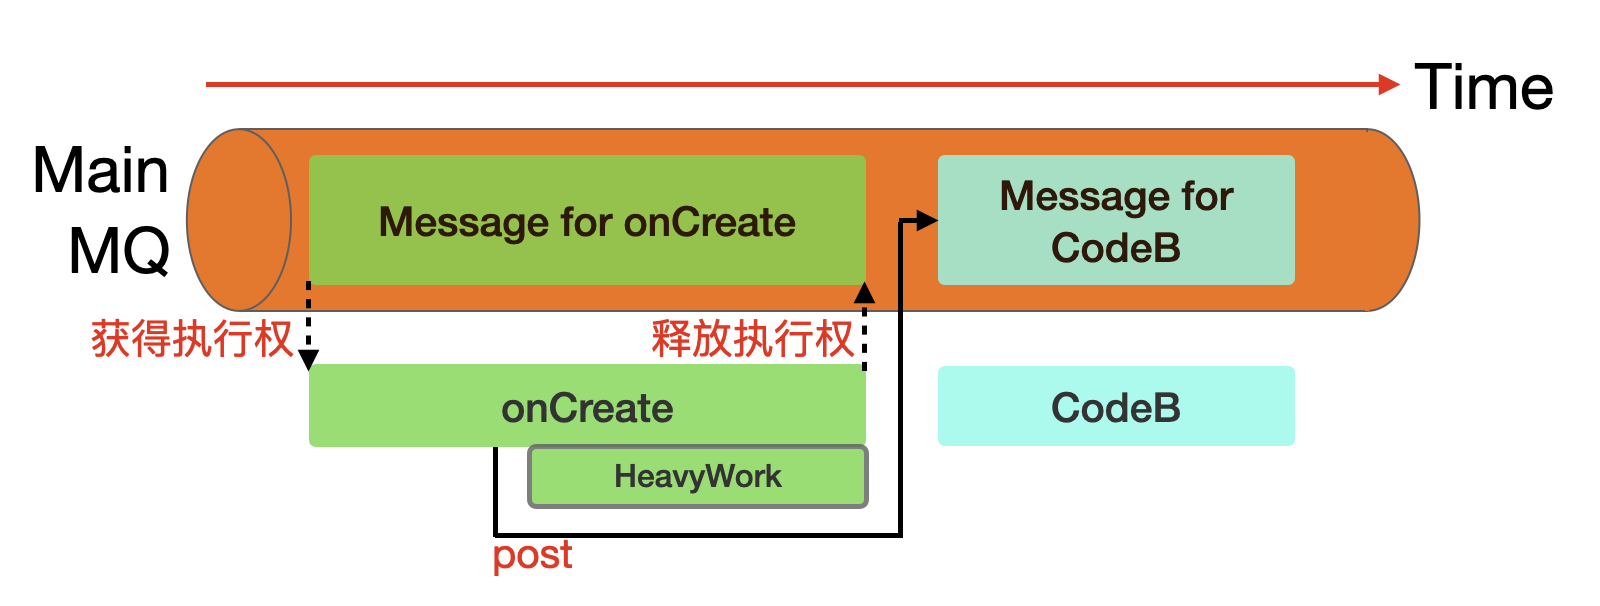 Time
Main
MQ
Message for onCreate
Message for
CodeB
获得执行权
释放执行权
onCreate
CodeB
HeavyWork
post